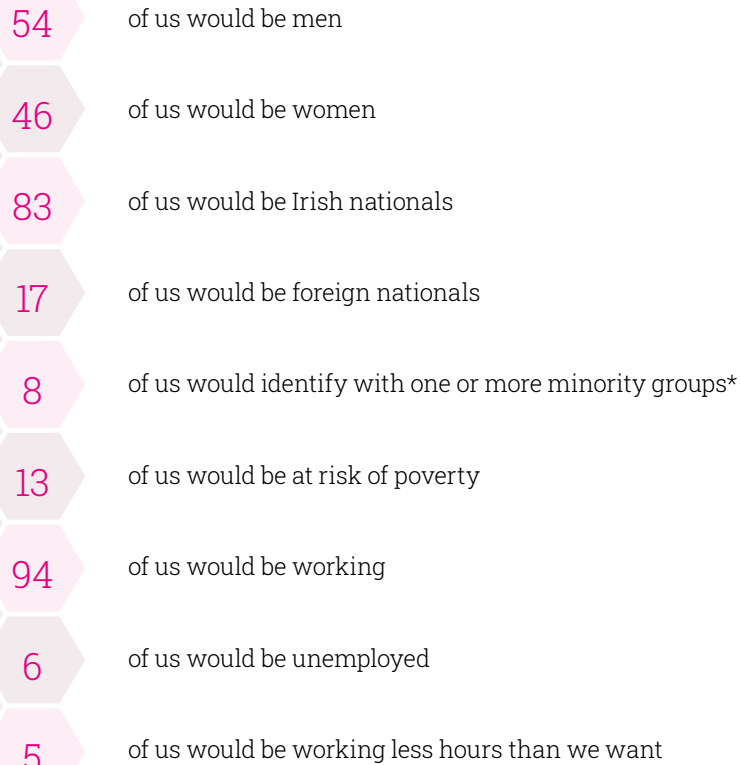 54 of us would be men
46 of us would be women
83 of us would be Irish nationals
17 of us would be foreign nationals
8 of us would identify with one or more minority groups*
13 of us would be at risk of poverty
94 of us would be working
6 of us would be unemployed
5 of us would be working less hours than we want